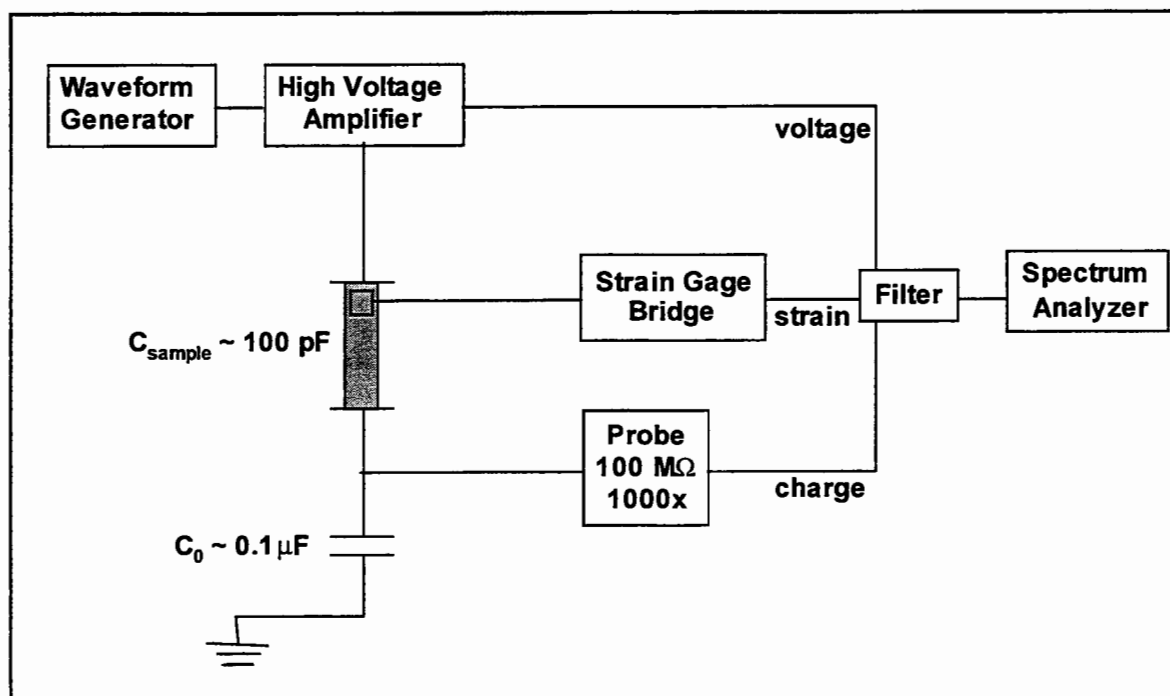 Waveform
Generator
High Voltage
Amplifier
voltage
Strain Gage
Bridge
strain
Filter
Spectrum
Analyzer
C_sample ~ 100 pF
Probe
100 MΩ
1000x
charge
C_0 ~ 0.1 μF